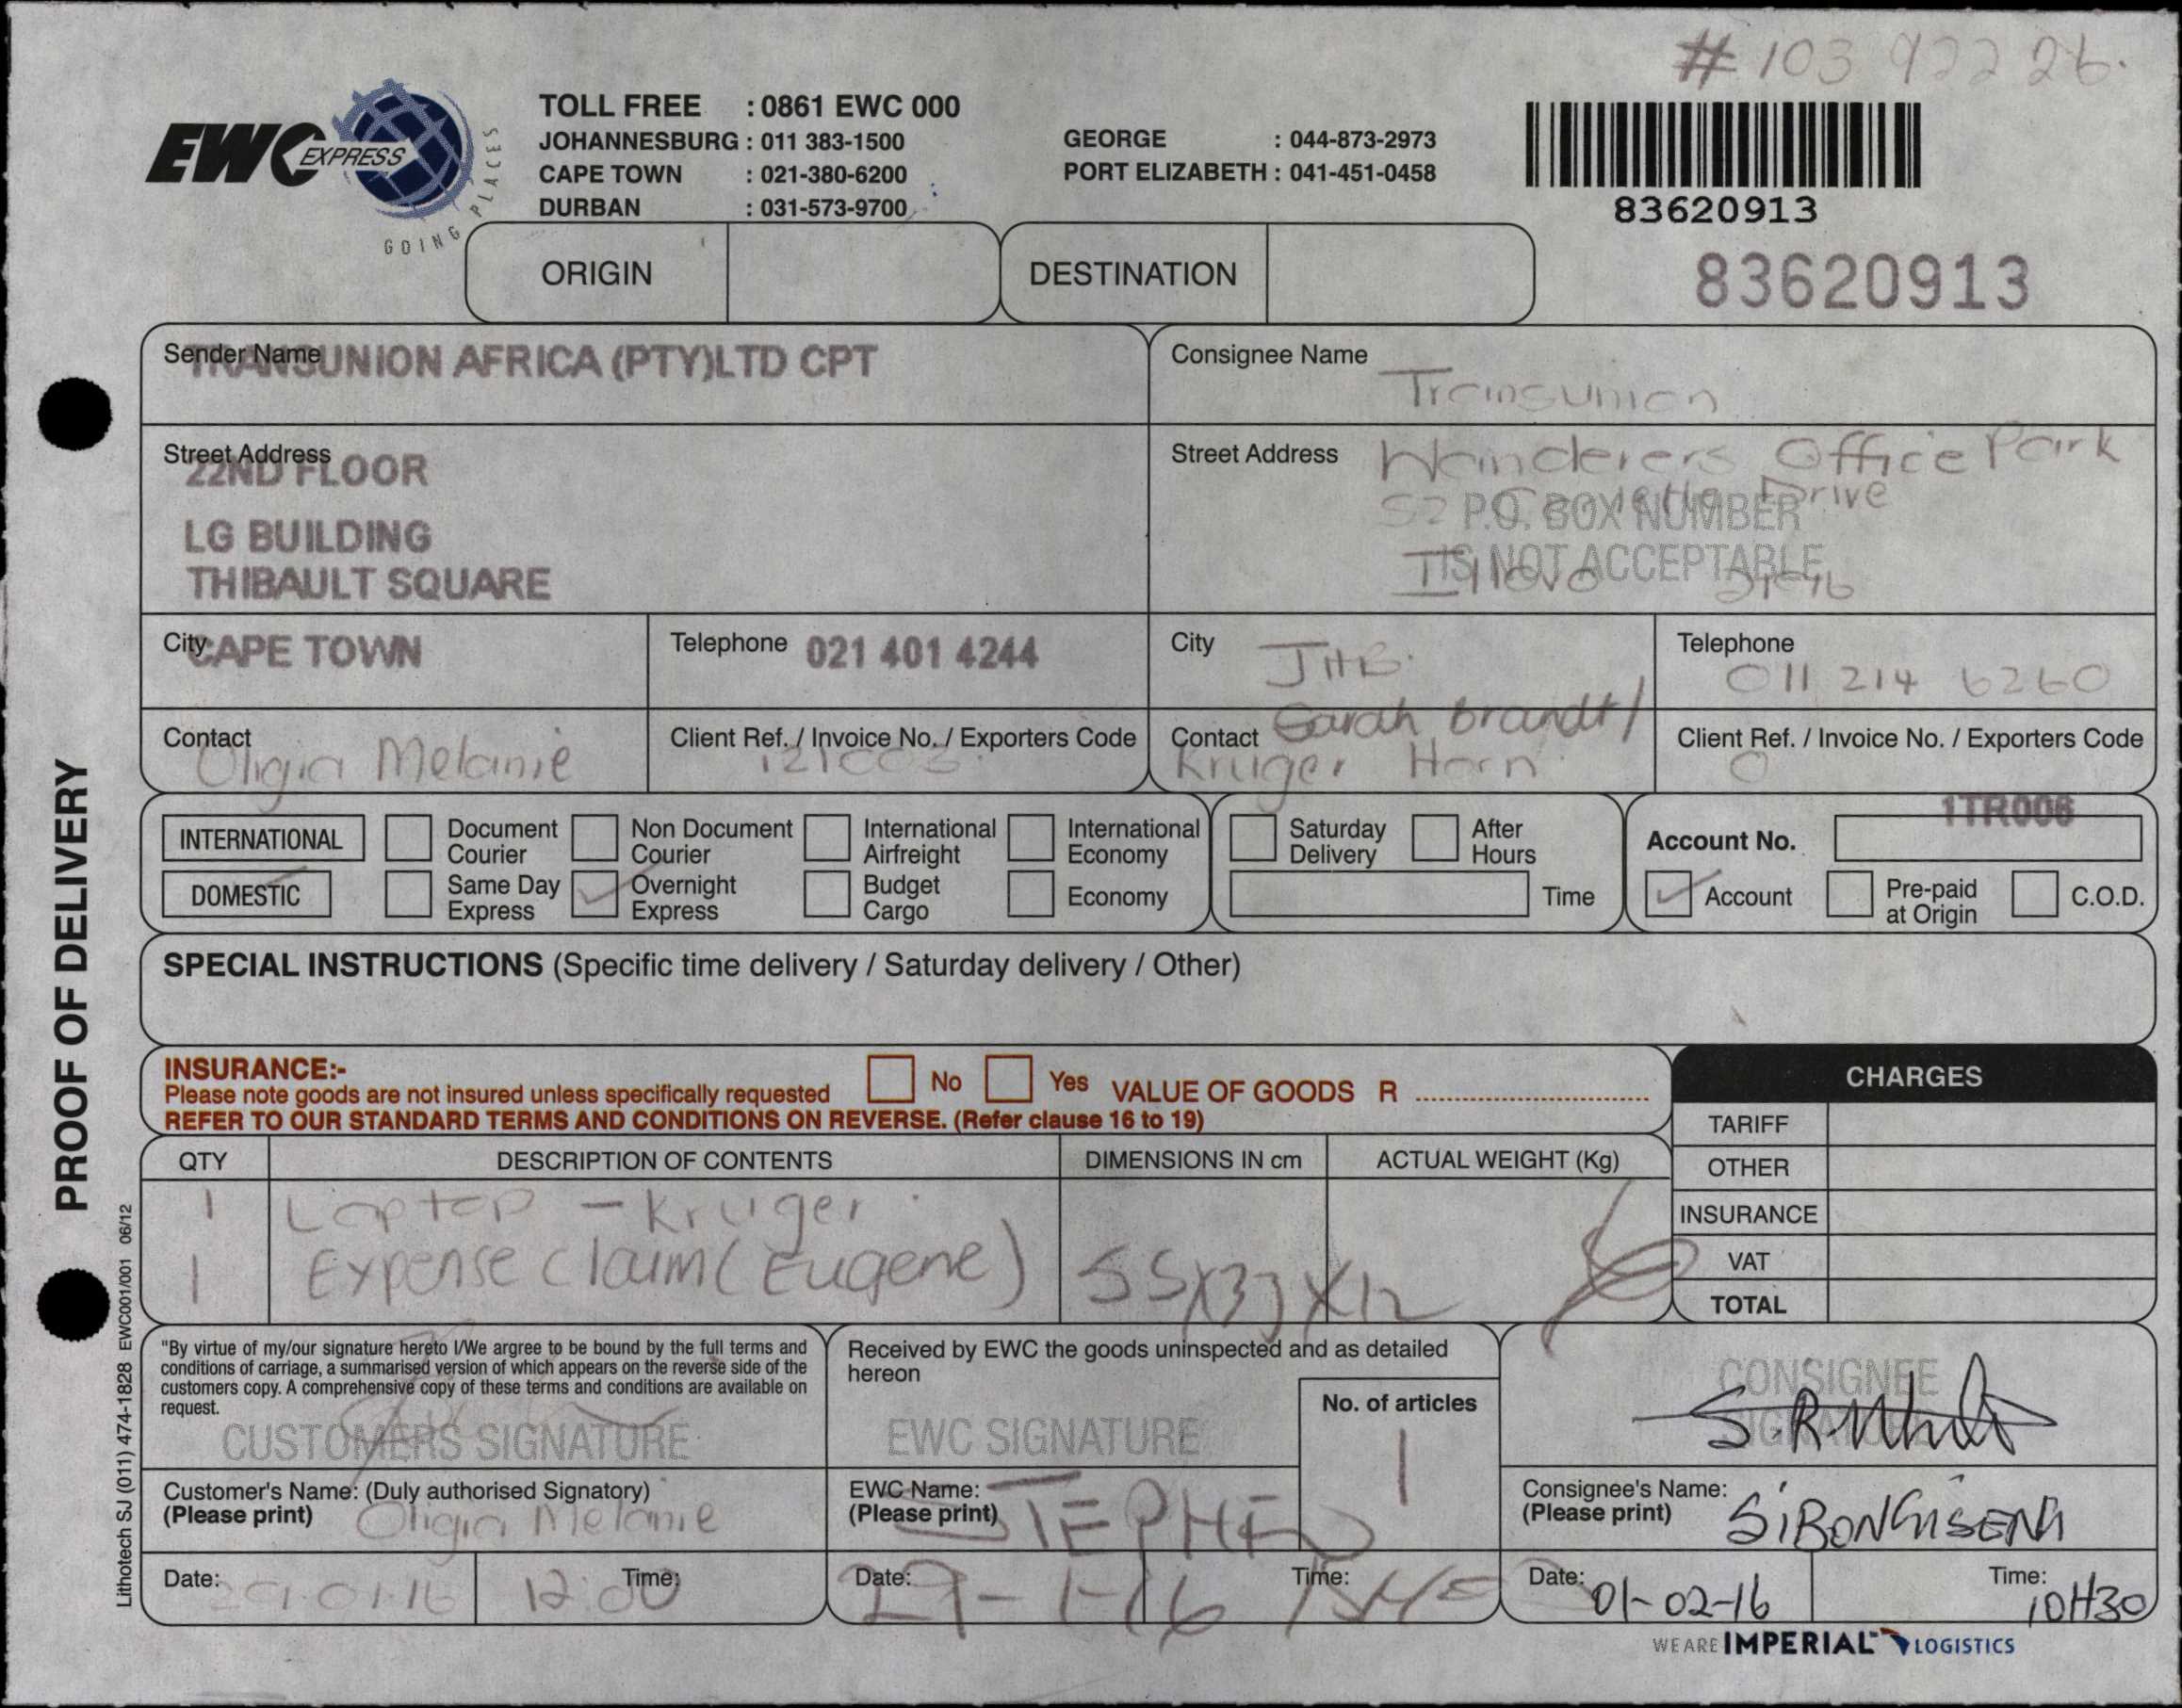 # 103 922 26.
EWC EXPRESS
GOING PLACES
TOLL FREE : 0861 EWC 000
JOHANNESBURG : 011 383-1500
CAPE TOWN : 021-380-6200
DURBAN : 031-573-9700
GEORGE : 044-873-2973
PORT ELIZABETH : 041-451-0458
83620913
83620913
ORIGIN
DESTINATION
Sender Name TRANSUNION AFRICA (PTY)LTD CPT
Consignee Name Transunion
Street Address
22ND FLOOR
LG BUILDING
THIBAULT SQUARE
Street Address Wanderers Office Park
52 Drive
P.O. BOX NUMBER
IS NOT ACCEPTABLE
Illovo 2196
City CAPE TOWN
Telephone 021 401 4244
City JHB.
Telephone 011 214 6260
Contact Oligia Melanie
Client Ref. / Invoice No. / Exporters Code
Contact Sarah Brandt/
Kruger Horn
Client Ref. / Invoice No. / Exporters Code
INTERNATIONAL
Document Courier
Non Document Courier
International Airfreight
International Economy
DOMESTIC
Same Day Express
Overnight Express
Budget Cargo
Economy
Saturday Delivery
After Hours
Time
1TR006
Account No.
Account
Pre-paid at Origin
C.O.D.
SPECIAL INSTRUCTIONS (Specific time delivery / Saturday delivery / Other)
INSURANCE:-
Please note goods are not insured unless specifically requested
No Yes VALUE OF GOODS R
REFER TO OUR STANDARD TERMS AND CONDITIONS ON REVERSE. (Refer clause 16 to 19)
CHARGES
TARIFF
OTHER
INSURANCE
VAT
TOTAL
QTY DESCRIPTION OF CONTENTS DIMENSIONS IN cm ACTUAL WEIGHT (Kg)
1 Laptop - Kruger
1 Expense claim (Eugene) 55x33x12
"By virtue of my/our signature hereto I/We argree to be bound by the full terms and
conditions of carriage, a summarised version of which appears on the reverse side of the
customers copy. A comprehensive copy of these terms and conditions are available on
request.
CUSTOMERS SIGNATURE
Received by EWC the goods uninspected and as detailed
hereon
EWC SIGNATURE
No. of articles
1
CONSIGNEE
SIGNATURE
Customer's Name: (Duly authorised Signatory)
(Please print) Oligia Melanie
EWC Name:
(Please print)
Consignee's Name:
(Please print) SIBONGISENI
Date: 29.01.16 Time: 12:00
Date: 29-1-16 Time:
Date: 01-02-16 Time: 10H30
PROOF OF DELIVERY
Lithotech SJ (011) 474-1828 EWC001/001 06/12
WE ARE IMPERIAL LOGISTICS